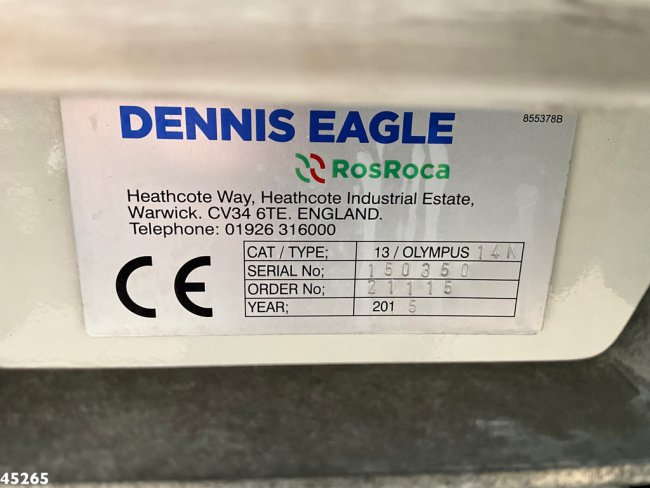 DENNIS EAGLE
855378B
RosRoca
Heathcote Way, Heathcote Industrial Estate,
Warwick. CV34 6TE. ENGLAND.
Telephone: 01926 316000
CE
CAT / TYPE; 13 / OLYMPUS 14N
SERIAL No; 150350
ORDER No; 21115
YEAR; 2015
45265